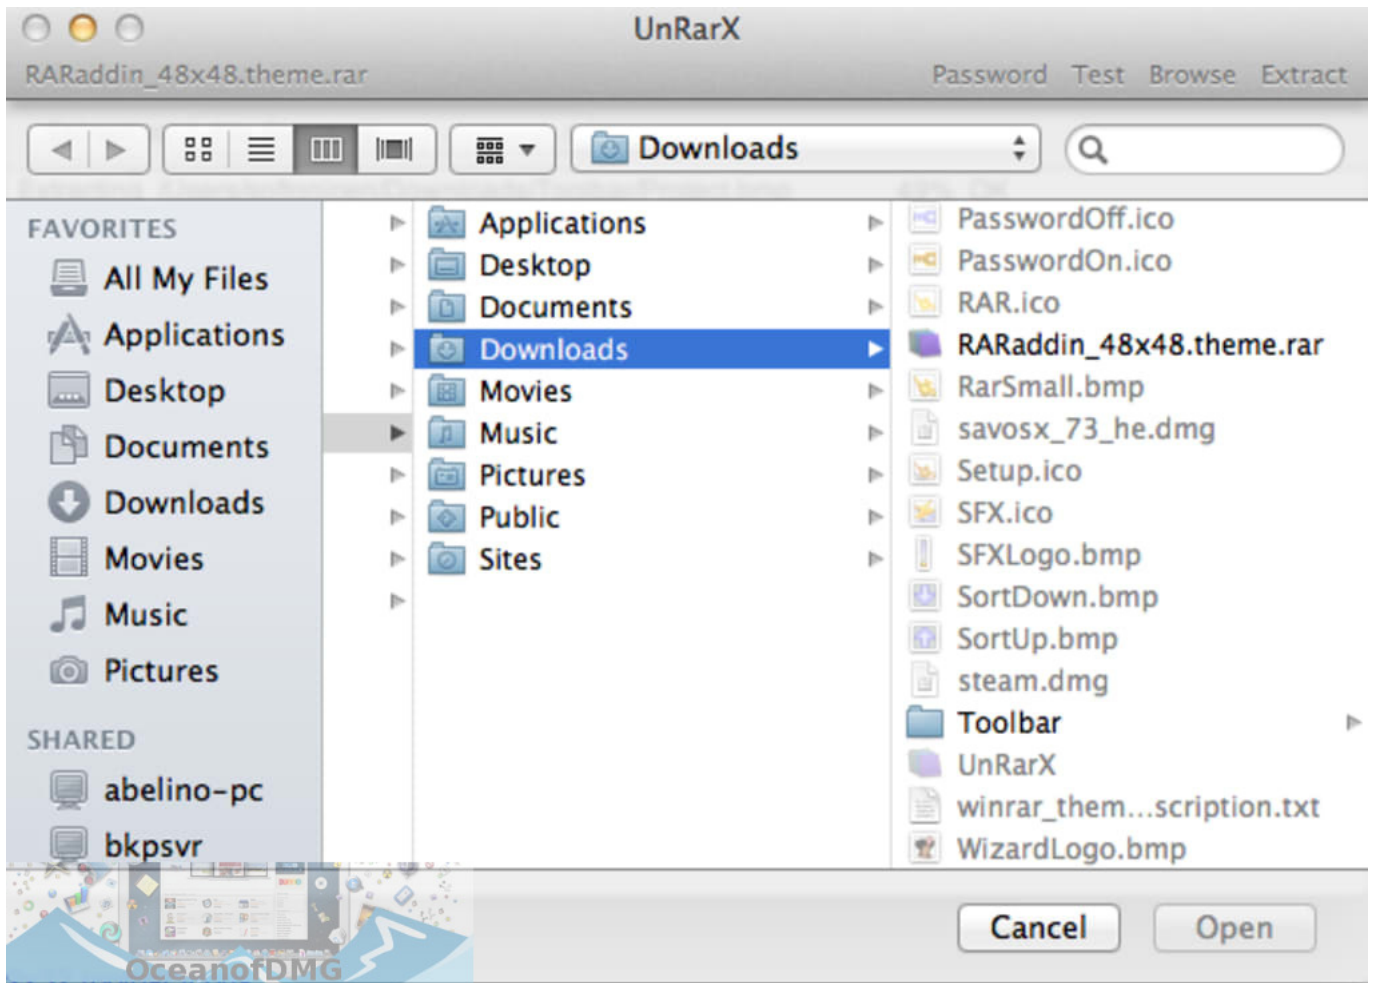 UnRarX
RARaddin_48x48.theme.rar
Password Test Browse Extract
Downloads
FAVORITES
All My Files
Applications
Desktop
Documents
Downloads
Movies
Music
Pictures
SHARED
abelino-pc
bkpsvr
Applications
Desktop
Documents
Downloads
Movies
Music
Pictures
Public
Sites
PasswordOff.ico
PasswordOn.ico
RAR.ico
RARaddin_48x48.theme.rar
RarSmall.bmp
savosx_73_he.dmg
Setup.ico
SFX.ico
SFXLogo.bmp
SortDown.bmp
SortUp.bmp
steam.dmg
Toolbar
UnRarX
winrar_them...scription.txt
WizardLogo.bmp
OceanofDMG
Cancel
Open